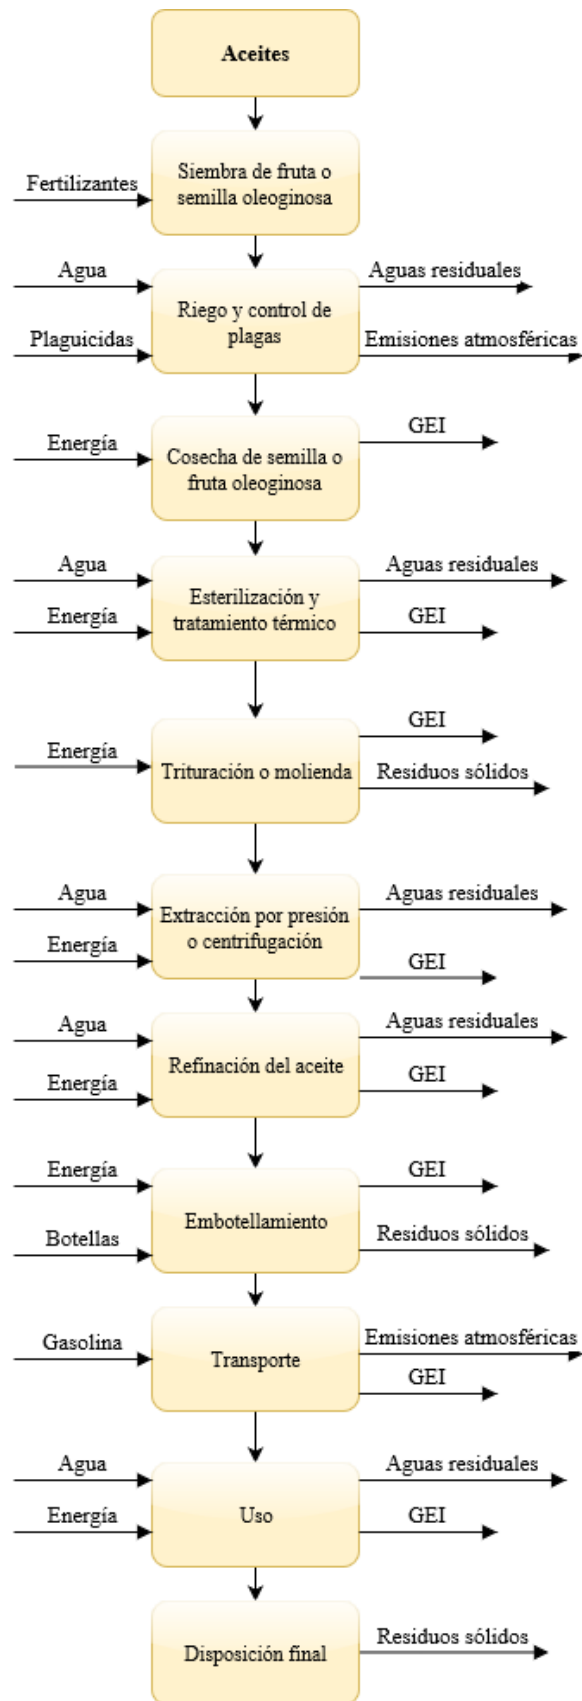 Aceites
Siembra de fruta o
semilla oleoginosa
Fertilizantes
Agua
Aguas residuales
Riego y control de
plagas
Plaguicidas
Emisiones atmosféricas
GEI
Energía
Cosecha de semilla o
fruta oleoginosa
Agua
Aguas residuales
Esterilización y
tratamiento térmico
Energía
GEI
GEI
Energía
Trituración o molienda
Residuos sólidos
Agua
Aguas residuales
Extracción por presión
o centrifugación
Energía
GEI
Agua
Aguas residuales
Refinación del aceite
Energía
GEI
Energía
GEI
Embotellamiento
Botellas
Residuos sólidos
Emisiones atmosféricas
Gasolina
Transporte
GEI
Agua
Aguas residuales
Uso
Energía
GEI
Residuos sólidos
Disposición final